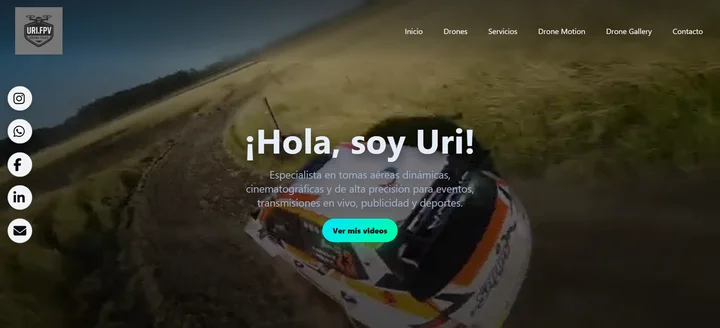 URI.FPV
Inicio
Drones
Servicios
Drone Motion
Drone Gallery
Contacto
¡Hola, soy Uri!
Especialista en tomas aéreas dinámicas,
cinematográficas y de alta precisión para eventos,
transmisiones en vivo, publicidad y deportes.
Ver mis videos